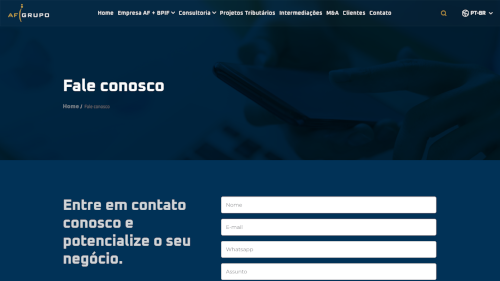 AF GRUPO
Home Empresa AF + BPIF Consultoria Projetos Tributários Intermediações M&A Clientes Contato
PT-BR
Fale conosco
Home / Fale conosco
Entre em contato
conosco e
potencialize o seu
negócio.
Nome
E-mail
Whatsapp
Assunto